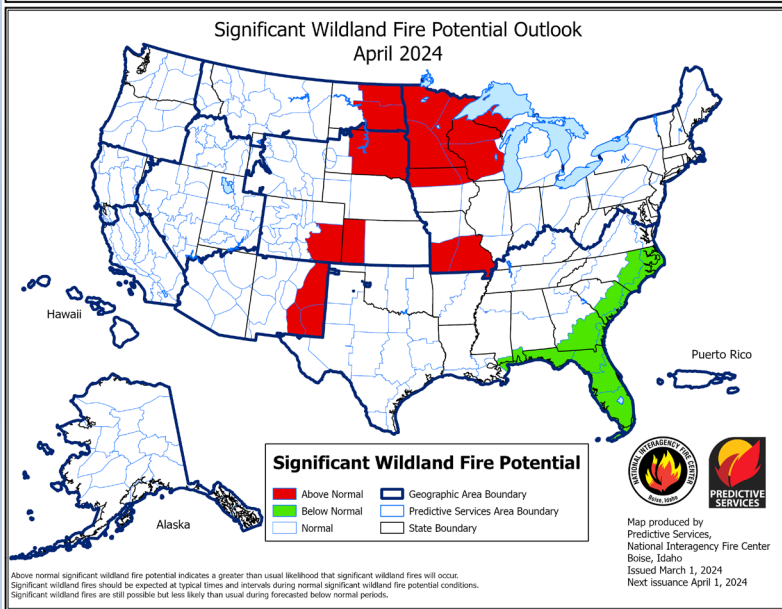 Significant Wildland Fire Potential Outlook
April 2024
Hawaii
Puerto Rico
Alaska
Significant Wildland Fire Potential
Above Normal
Below Normal
Normal
Geographic Area Boundary
Predictive Services Area Boundary
State Boundary
NATIONAL INTERAGENCY FIRE CENTER
Boise, Idaho
PREDICTIVE
SERVICES
Map produced by
Predictive Services,
National Interagency Fire Center
Boise, Idaho
Issued March 1, 2024
Next issuance April 1, 2024
Above normal significant wildland fire potential indicates a greater than usual likelihood that significant wildland fires will occur.
Significant wildland fires should be expected at typical times and intervals during normal significant wildland fire potential conditions.
Significant wildland fires are still possible but less likely than usual during forecasted below normal periods.